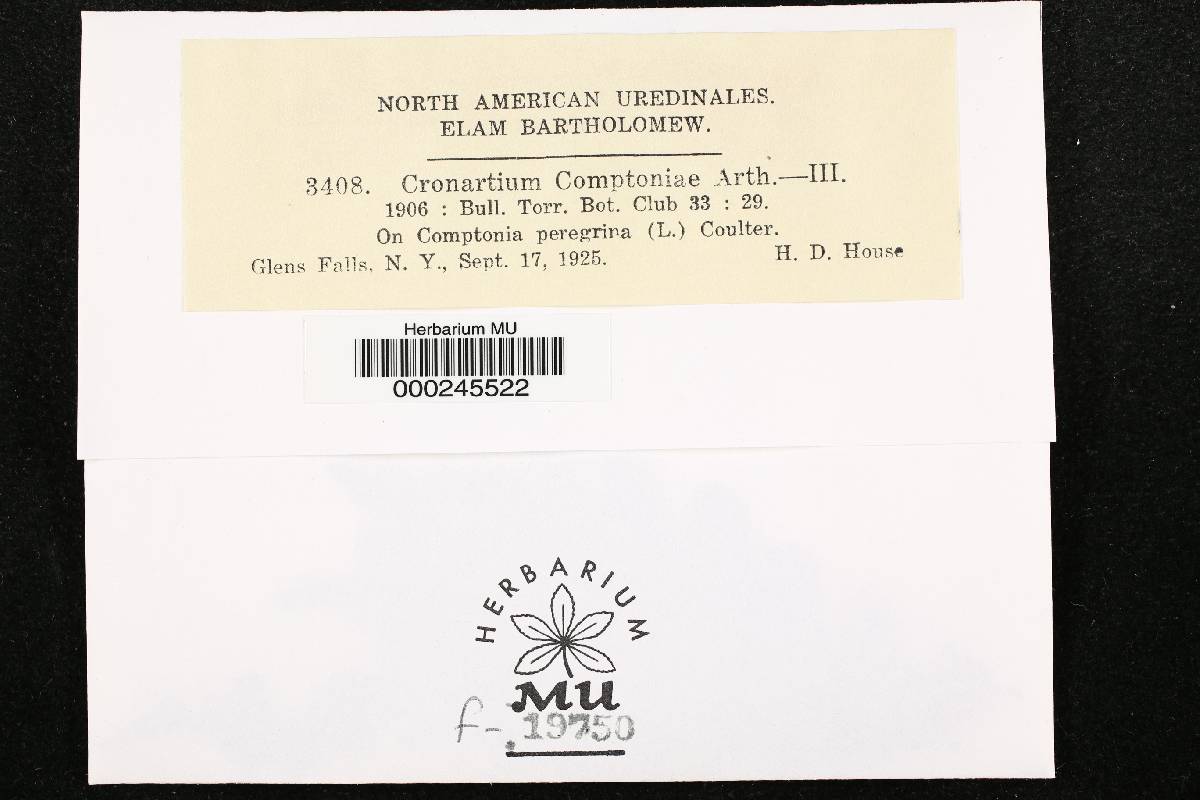 NORTH AMERICAN UREDINALES.
ELAM BARTHOLOMEW.
3408. Cronartium Comptoniae Arth.—III.
1906 : Bull. Torr. Bot. Club 33 : 29.
On Comptonia peregrina (L.) Coulter.
Glens Falls, N. Y., Sept. 17, 1925. H. D. House
Herbarium MU
000245522
HERBARIUM
MU
f- 19750